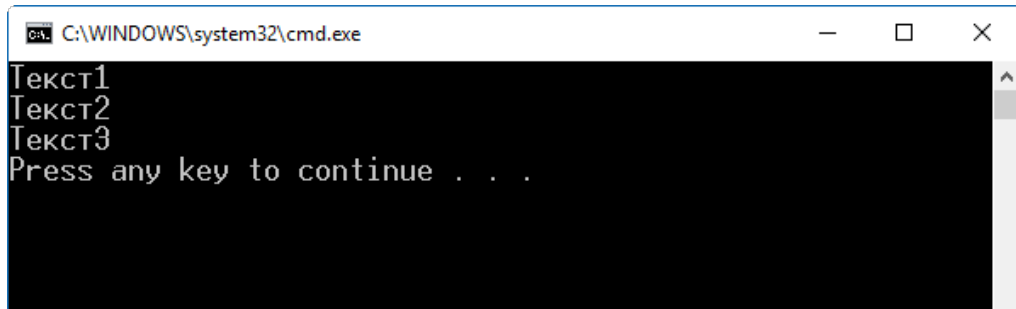 C:\WINDOWS\system32\cmd.exe
Текст1
Текст2
Текст3
Press any key to continue . . .